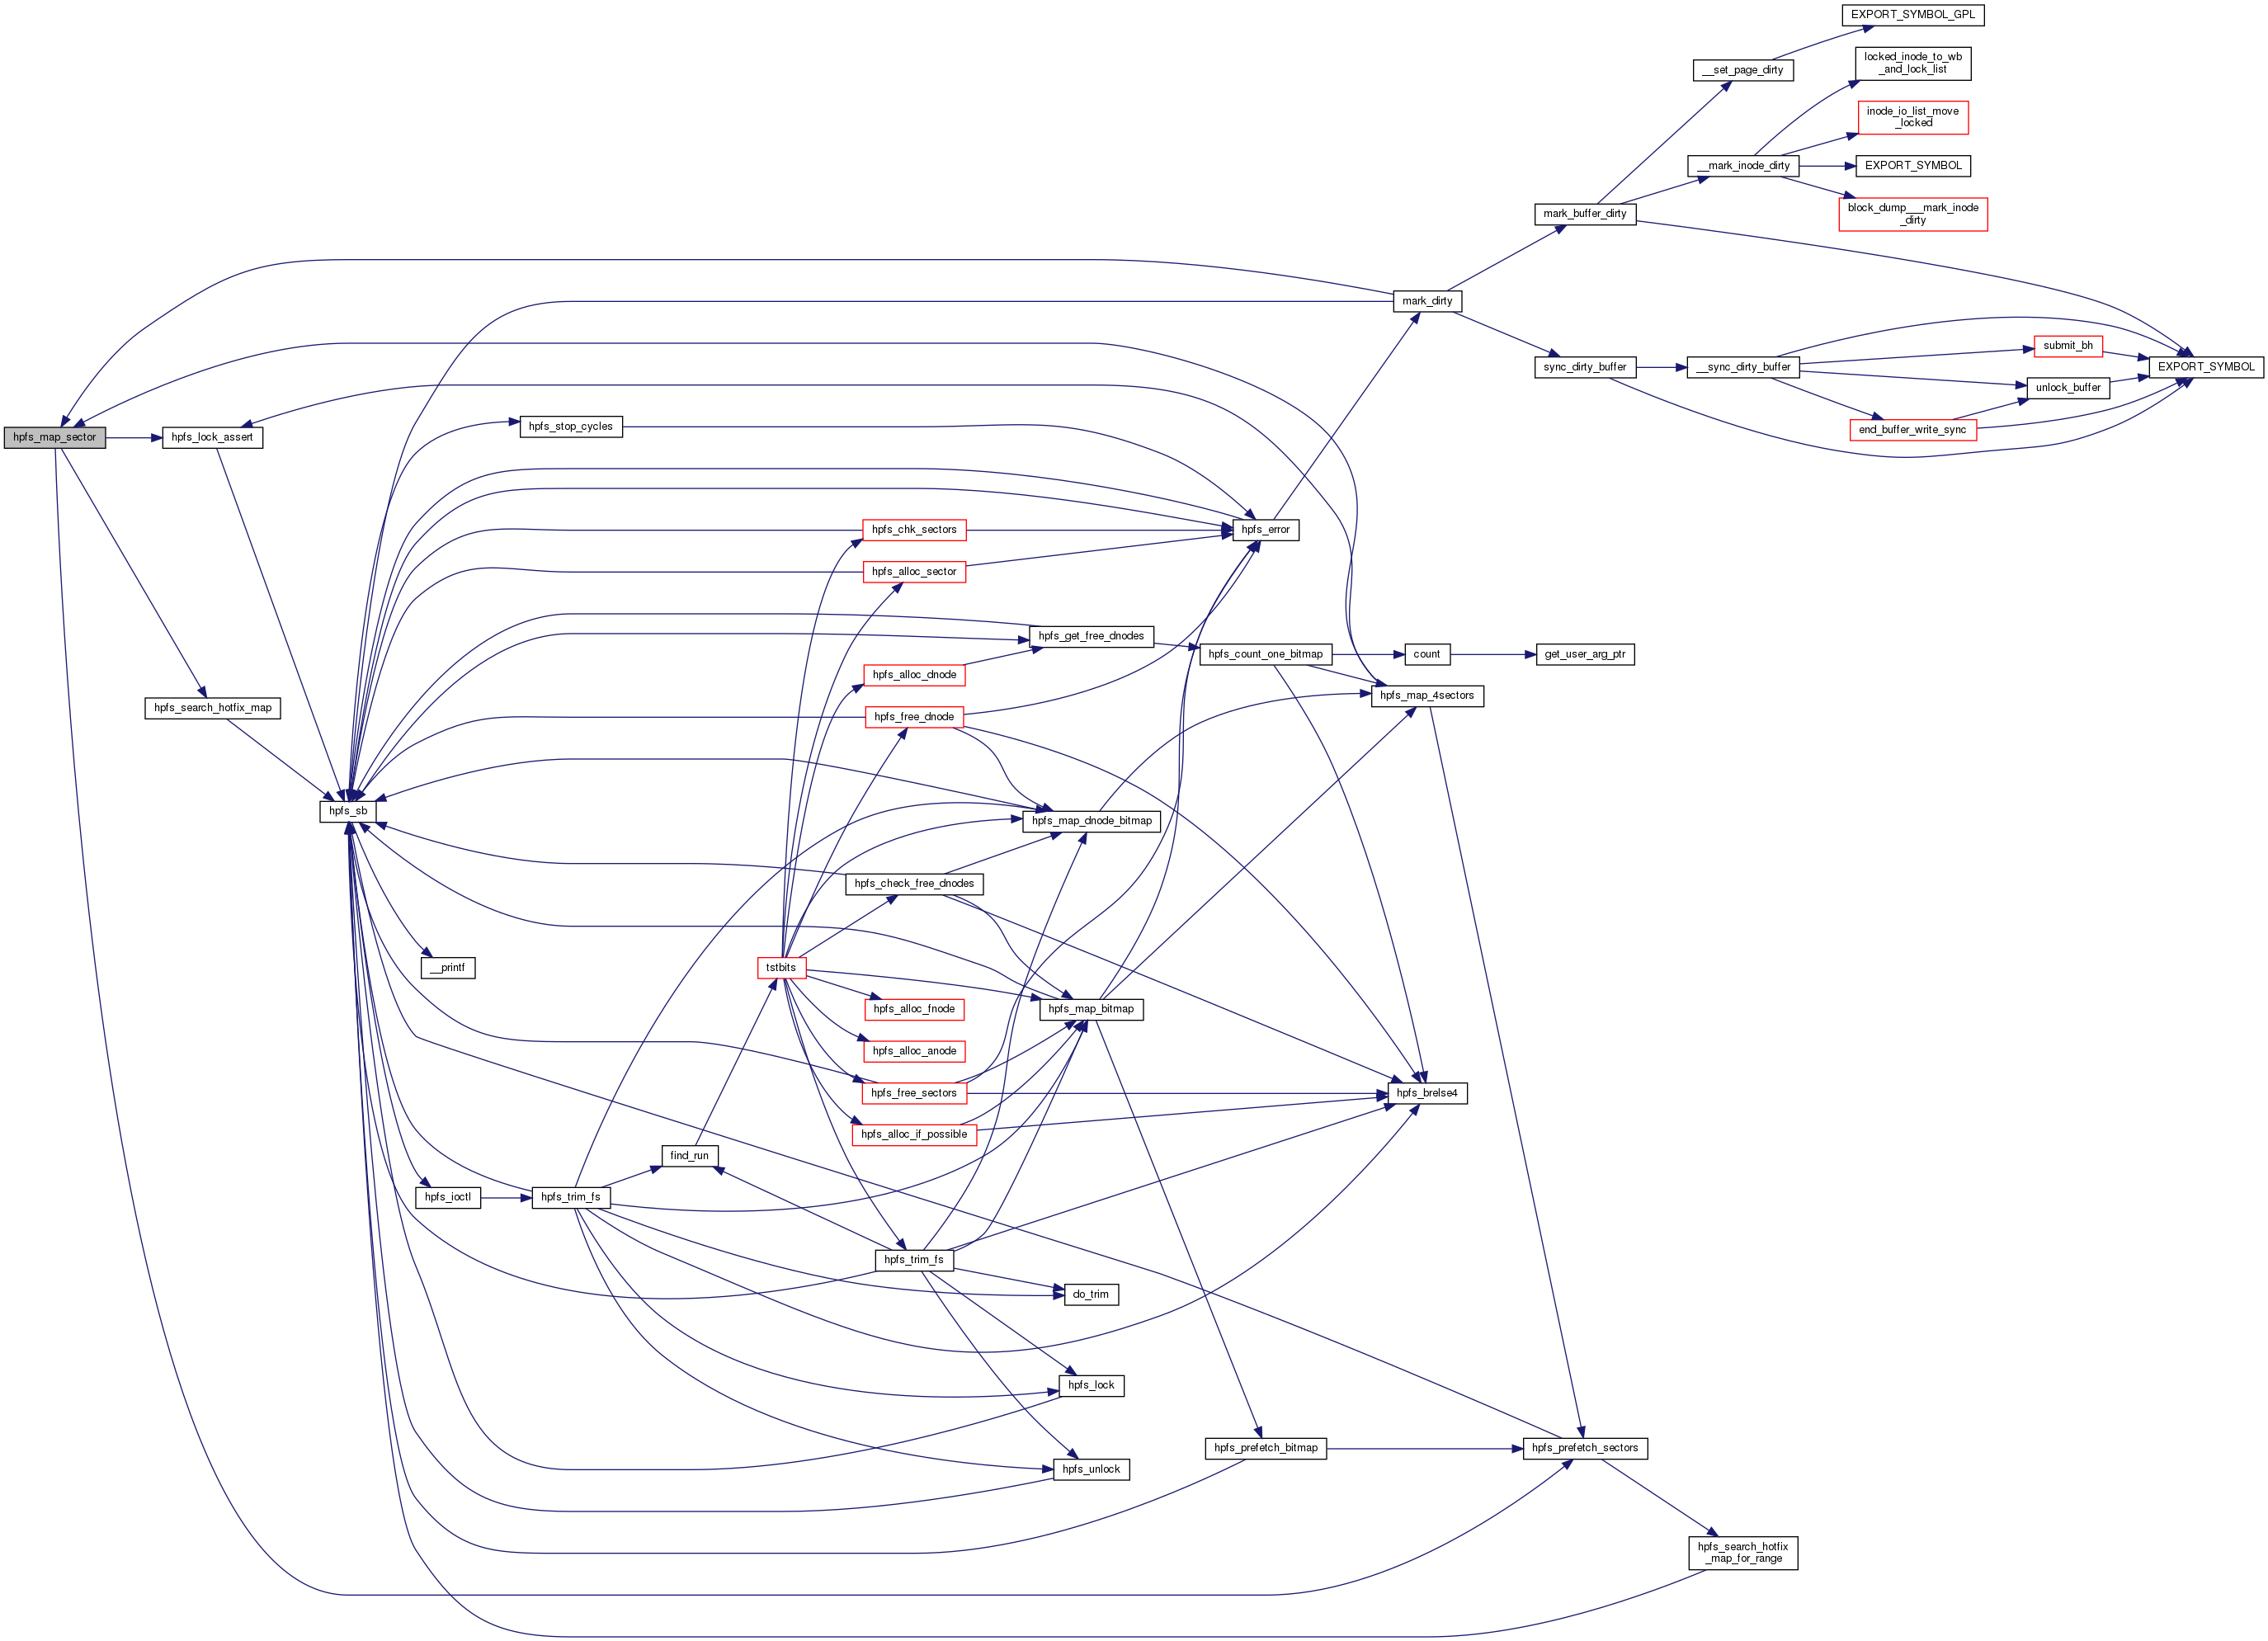 EXPORT_SYMBOL_GPL
locked_inode_to_wb
_and_lock_list
__set_page_dirty
inode_io_list_move
_locked
__mark_inode_dirty
EXPORT_SYMBOL
block_dump___mark_inode
_dirty
mark_buffer_dirty
mark_dirty
submit_bh
sync_dirty_buffer
__sync_dirty_buffer
EXPORT_SYMBOL
unlock_buffer
end_buffer_write_sync
hpfs_map_sector
hpfs_lock_assert
hpfs_stop_cycles
hpfs_chk_sectors
hpfs_error
hpfs_alloc_sector
hpfs_get_free_dnodes
hpfs_count_one_bitmap
count
get_user_arg_ptr
hpfs_alloc_dnode
hpfs_map_4sectors
hpfs_search_hotfix_map
hpfs_free_dnode
hpfs_sb
hpfs_map_dnode_bitmap
hpfs_check_free_dnodes
__printf
tstbits
hpfs_alloc_fnode
hpfs_map_bitmap
hpfs_alloc_anode
hpfs_free_sectors
hpfs_brelse4
hpfs_alloc_if_possible
find_run
hpfs_ioctl
hpfs_trim_fs
hpfs_trim_fs
do_trim
hpfs_lock
hpfs_prefetch_bitmap
hpfs_prefetch_sectors
hpfs_unlock
hpfs_search_hotfix
_map_for_range